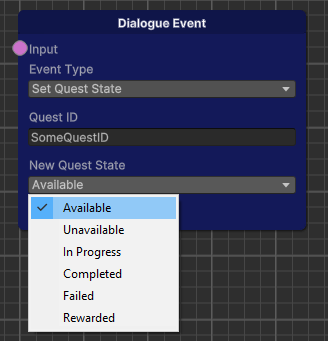 Dialogue Event
Input
Event Type
Set Quest State
Quest ID
SomeQuestID
New Quest State
Available
Available
Unavailable
In Progress
Completed
Failed
Rewarded